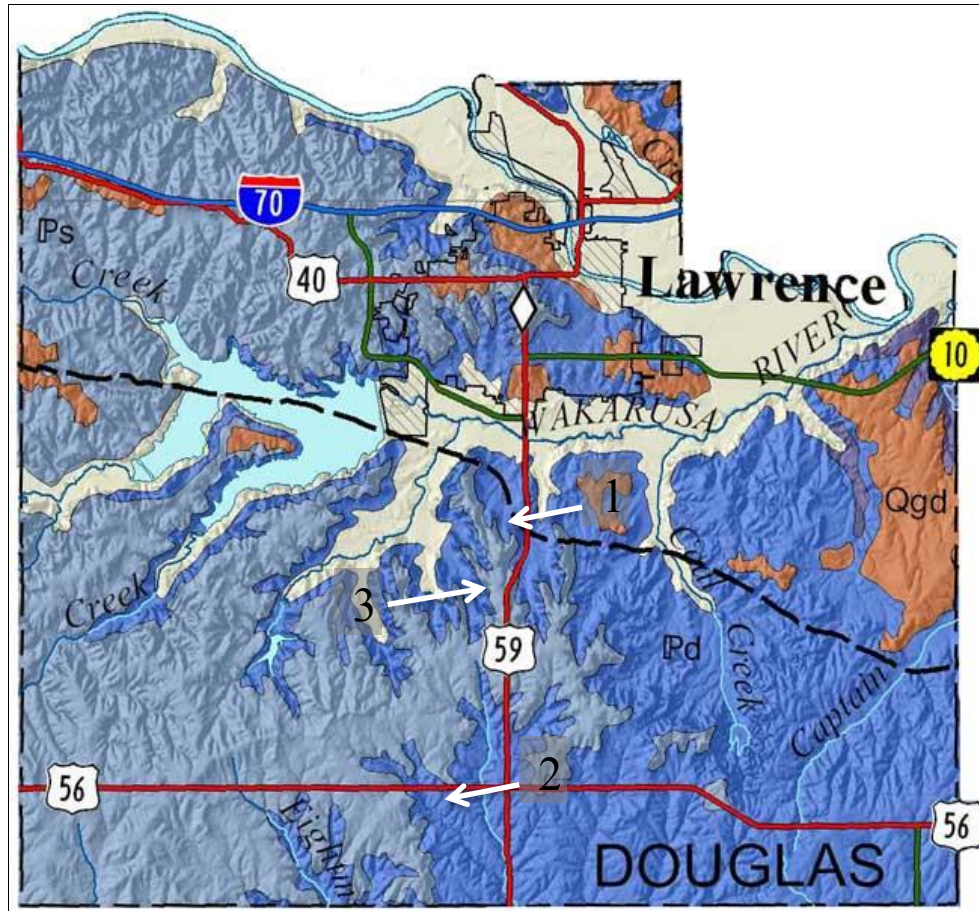 70
Ps
Creek
40
Lawrence
10
RIVER
WAKARUSA
1
Qgd
Creek
3
59
Pd
Creek
Captain
2
56
56
DOUGLAS